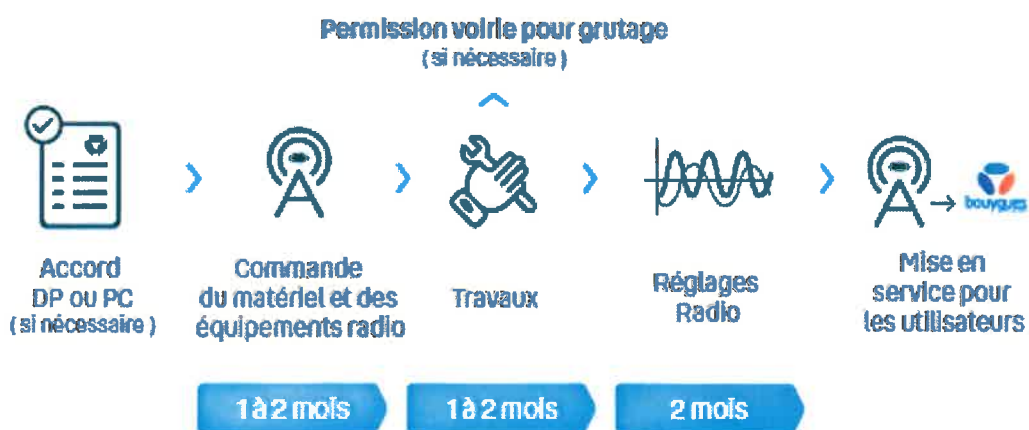 Permission voirie pour grutage
( si nécessaire )
Accord
DP ou PC
( si nécessaire )
Commande
du matériel et des
équipements radio
Travaux
Réglages
Radio
bouygues
Mise en
service pour
les utilisateurs
1 à 2 mois
1 à 2 mois
2 mois